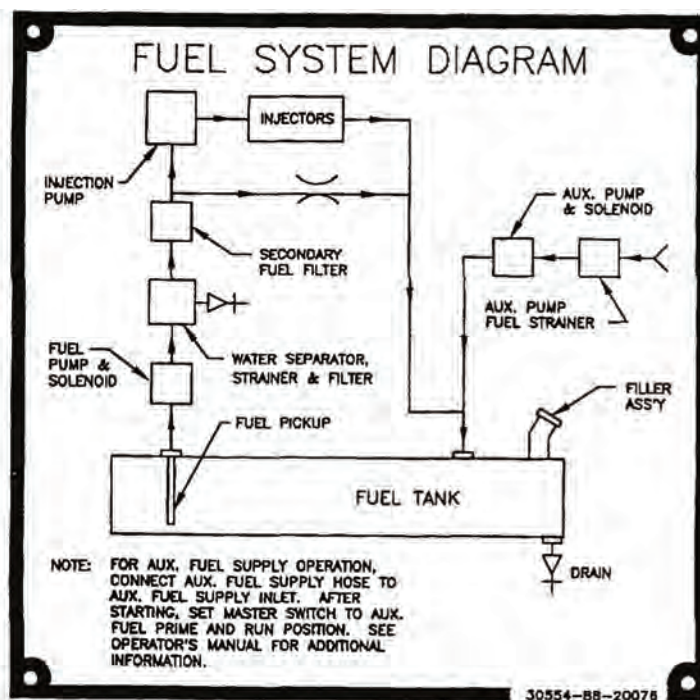 FUEL SYSTEM DIAGRAM
INJECTORS
INJECTION
PUMP
AUX. PUMP
& SOLENOID
SECONDARY
FUEL FILTER
AUX. PUMP
FUEL STRAINER
FUEL
PUMP &
SOLENOID
WATER SEPARATOR,
STRAINER & FILTER
FILLER
ASS'Y
FUEL PICKUP
FUEL TANK
DRAIN
NOTE: FOR AUX. FUEL SUPPLY OPERATION,
CONNECT AUX. FUEL SUPPLY HOSE TO
AUX. FUEL SUPPLY INLET. AFTER
STARTING, SET MASTER SWITCH TO AUX.
FUEL PRIME AND RUN POSITION. SEE
OPERATOR'S MANUAL FOR ADDITIONAL
INFORMATION.
30554-88-20076